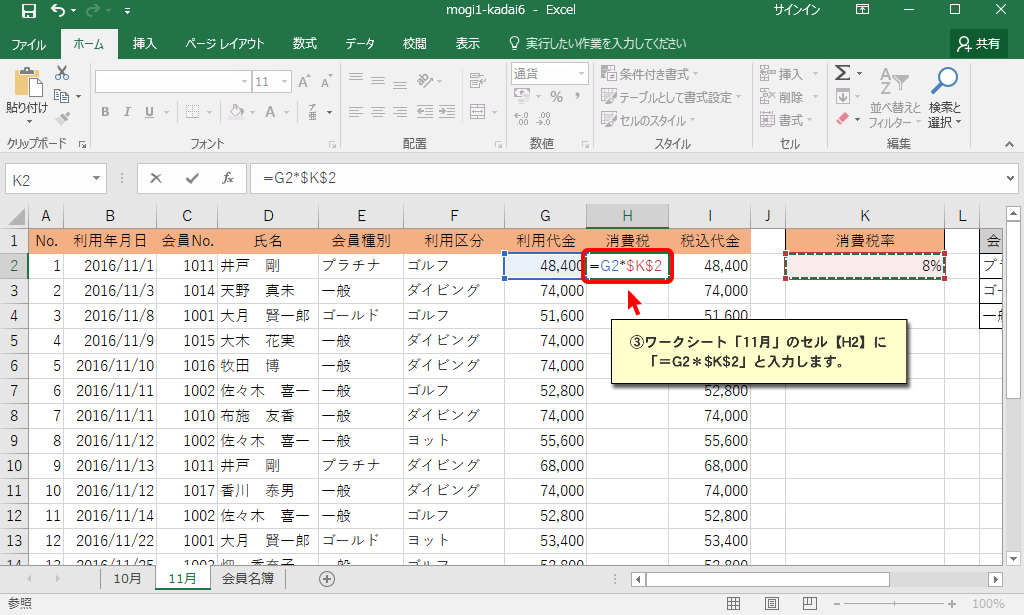 mogi1-kadai6 - Excel
サインイン
ファイル ホーム 挿入 ページ レイアウト 数式 データ 校閲 表示 実行したい作業を入力してください 共有
貼り付け
クリップボード
11
B I U
フォント
配置
通貨
%
数値
条件付き書式
テーブルとして書式設定
セルのスタイル
スタイル
挿入
削除
書式
セル
並べ替えと
フィルター
検索と
選択
編集
K2 =G2*$K$2
A B C D E F G H I J K L
1 No. 利用年月日 会員No. 氏名 会員種別 利用区分 利用代金 消費税 税込代金 消費税率 会
2 1 2016/11/1 1011 井戸 剛 プラチナ ゴルフ 48,400 =G2*$K$2 48,400 8% プラ
3 2 2016/11/3 1014 天野 真未 一般 ダイビング 74,000 74,000 ゴー
4 3 2016/11/8 1001 大月 賢一郎 ゴールド ゴルフ 51,600 51,600 一般
5 4 2016/11/9 1015 大木 花実 一般 ダイビング 74,000
6 5 2016/11/10 1016 牧田 博 一般 ダイビング 74,000
7 6 2016/11/11 1002 佐々木 喜一 一般 ゴルフ 52,800 52,800
8 7 2016/11/11 1010 布施 友香 一般 ダイビング 74,000 74,000
9 8 2016/11/12 1002 佐々木 喜一 一般 ヨット 55,600 55,600
10 9 2016/11/13 1011 井戸 剛 プラチナ ダイビング 68,000 68,000
11 10 2016/11/12 1017 香川 泰男 一般 ダイビング 74,000 74,000
12 11 2016/11/14 1002 佐々木 喜一 一般 ゴルフ 52,800 52,800
13 12 2016/11/22 1001 大月 賢一郎 ゴールド ヨット 53,400 53,400
③ワークシート「11月」のセル【H2】に
「＝G2＊$K$2」と入力します。
10月 11月 会員名簿
参照 100%